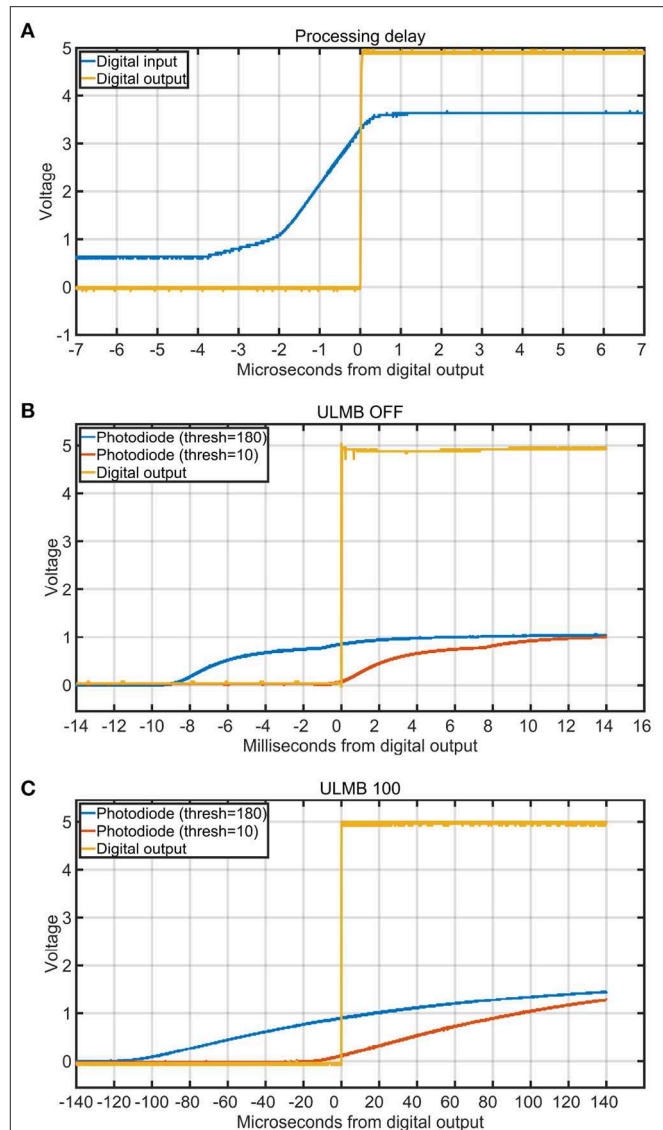 A
Processing delay
Digital input
Digital output
5
4
3
2
1
0
-1
Voltage
-7 -6 -5 -4 -3 -2 -1 0 1 2 3 4 5 6 7
Microseconds from digital output
B
ULMB OFF
Photodiode (thresh=180)
Photodiode (thresh=10)
Digital output
5
4
3
2
1
0
Voltage
-14 -12 -10 -8 -6 -4 -2 0 2 4 6 8 10 12 14 16
Milliseconds from digital output
C
ULMB 100
Photodiode (thresh=180)
Photodiode (thresh=10)
Digital output
5
4
3
2
1
0
Voltage
-140 -120 -100 -80 -60 -40 -20 0 20 40 60 80 100 120 140
Microseconds from digital output